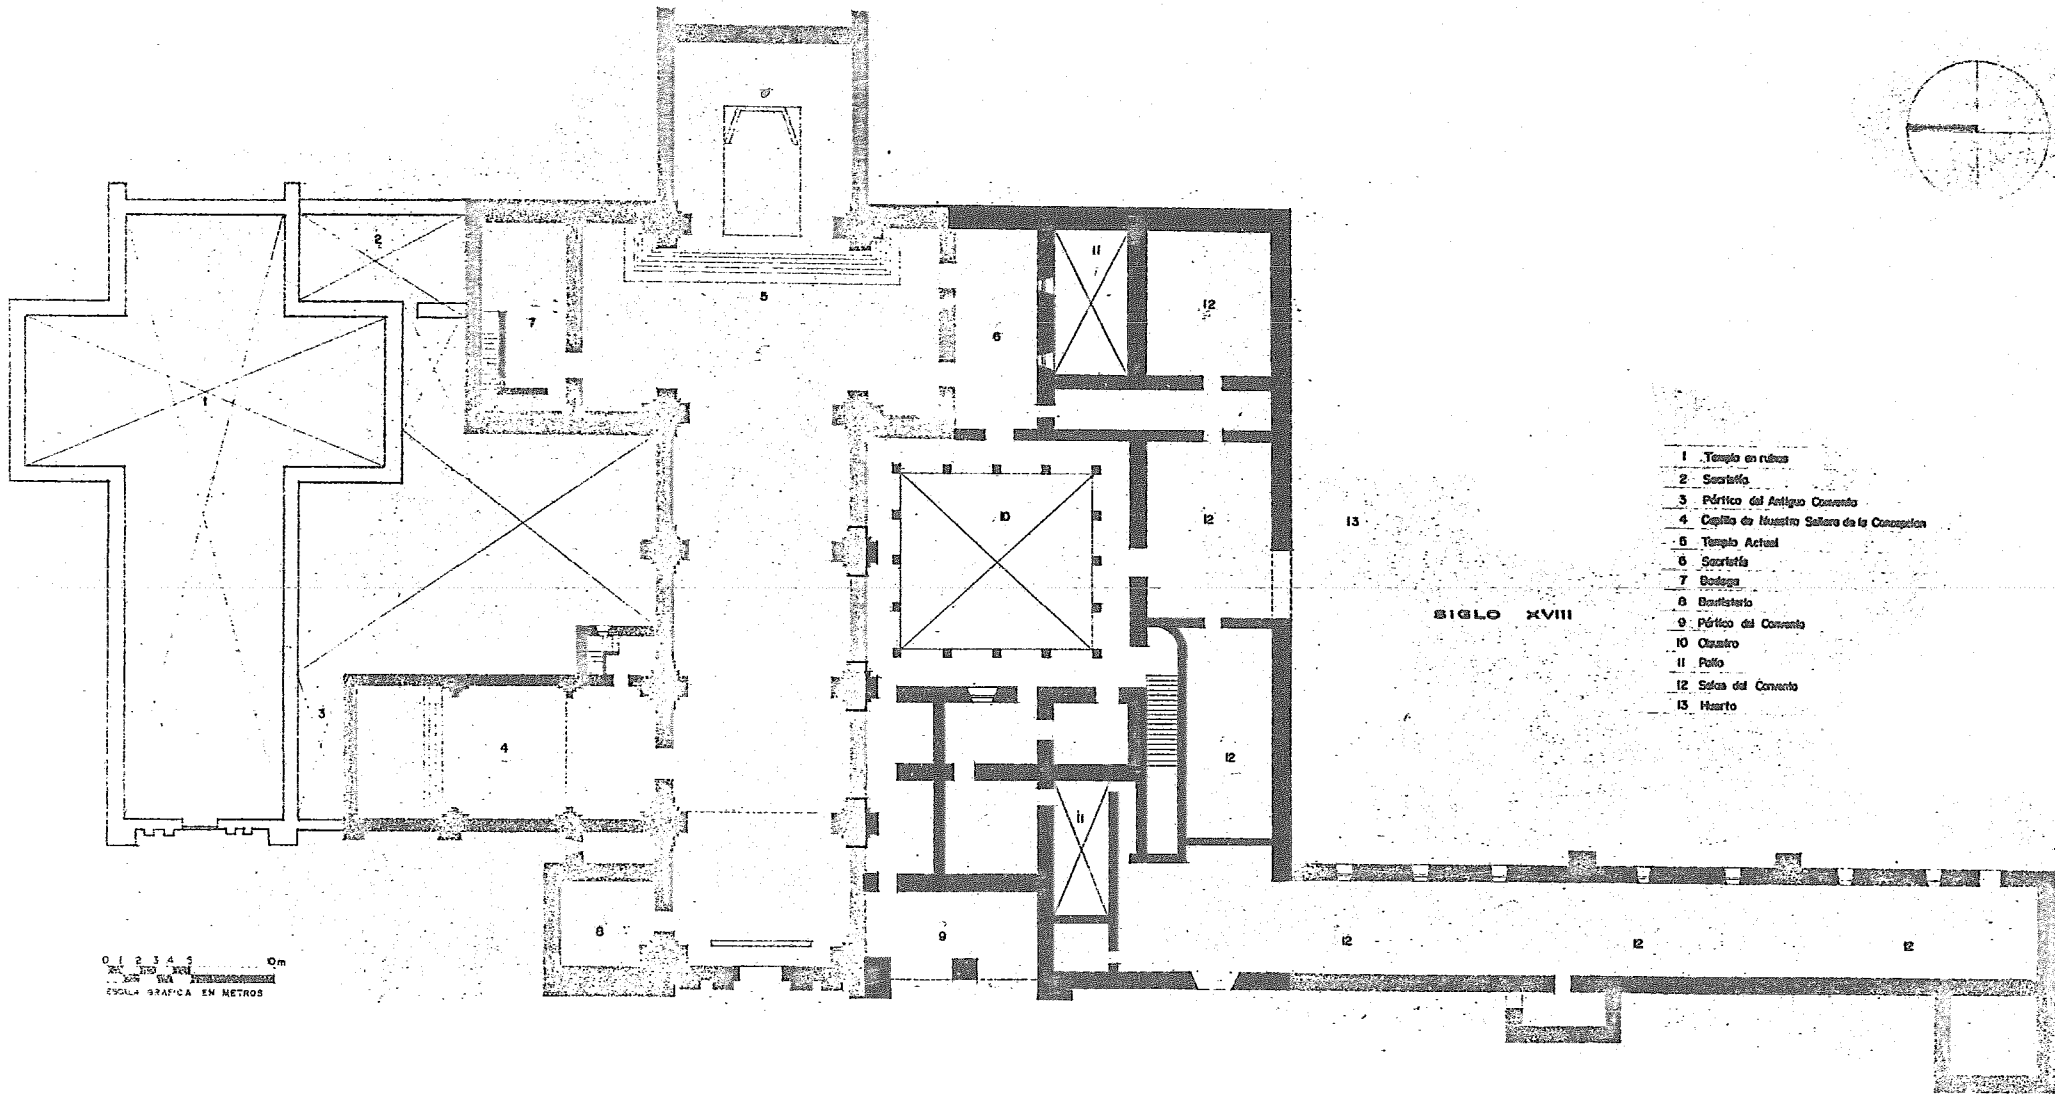 2
11
12
5
7
6
1
1 Templo en ruinas
2 Sacristía
3 Pórtico del Antiguo Convento
4 Capilla de Nuestra Señora de la Concepcion
5 Templo Actual
6 Sacristía
7 Bodega
8 Bautisterio
9 Pórtico del Convento
10 Claustro
11 Patio
12 Salas del Convento
13 Huerto
10
12
13
SIGLO XVIII
3
4
12
11
8
9
12
12
12
0 1 2 3 4 5 10m
ESCALA GRAFICA EN METROS